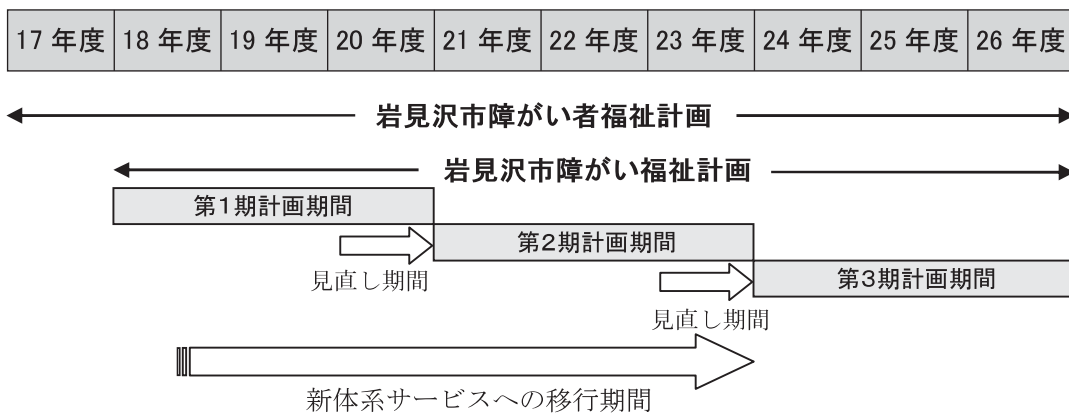 17 年度 18 年度 19 年度 20 年度 21 年度 22 年度 23 年度 24 年度 25 年度 26 年度
岩見沢市障がい者福祉計画
岩見沢市障がい福祉計画
第1期計画期間
第2期計画期間
見直し期間
第3期計画期間
見直し期間
新体系サービスへの移行期間